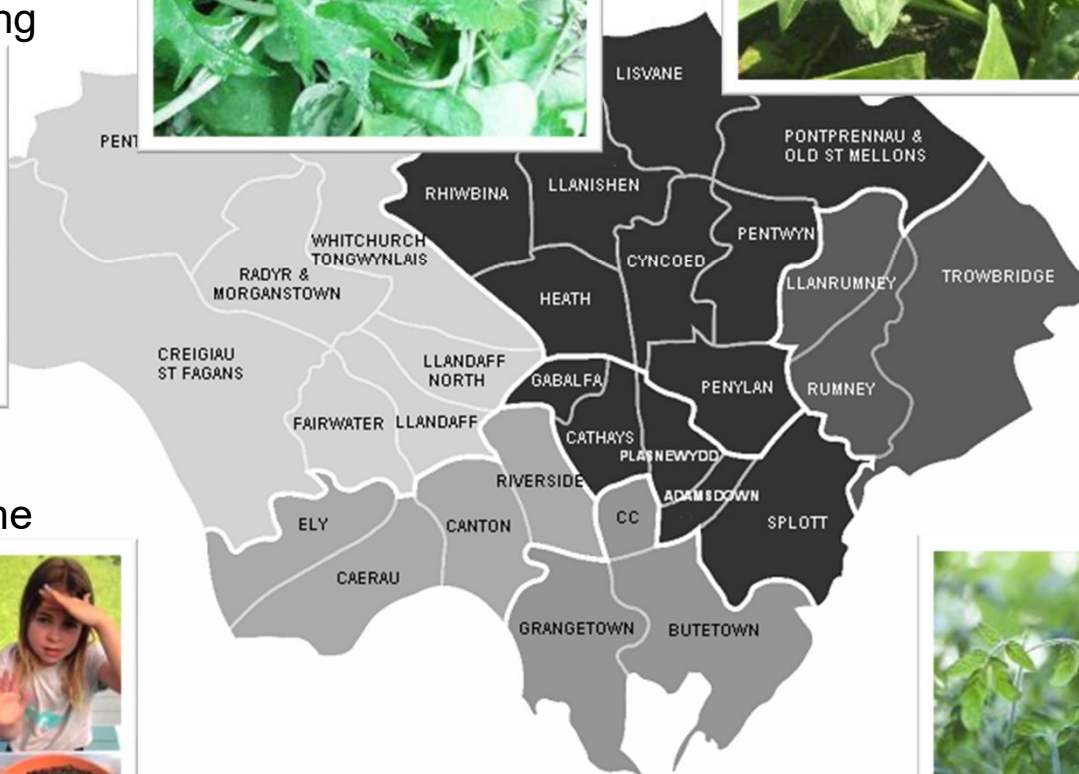 ng
LISVANE
PONTPRENNAU &
OLD ST MELLONS
PENT
RHIWBINA
LLANISHEN
WHITCHURCH
TONGWYNLAIS
PENTWYN
CYNCOED
RADYR &
MORGANSTOWN
LLANRUMNEY
TROWBRIDGE
HEATH
CREIGIAU
ST FAGANS
LLANDAFF
NORTH
GABALFA
PENYLAN
RUMNEY
FAIRWATER
LLANDAFF
CATHAYS
PLASNEWYDD
RIVERSIDE
ADAMSDOWN
ne
ELY
CANTON
CC
SPLOTT
CAERAU
GRANGETOWN
BUTETOWN